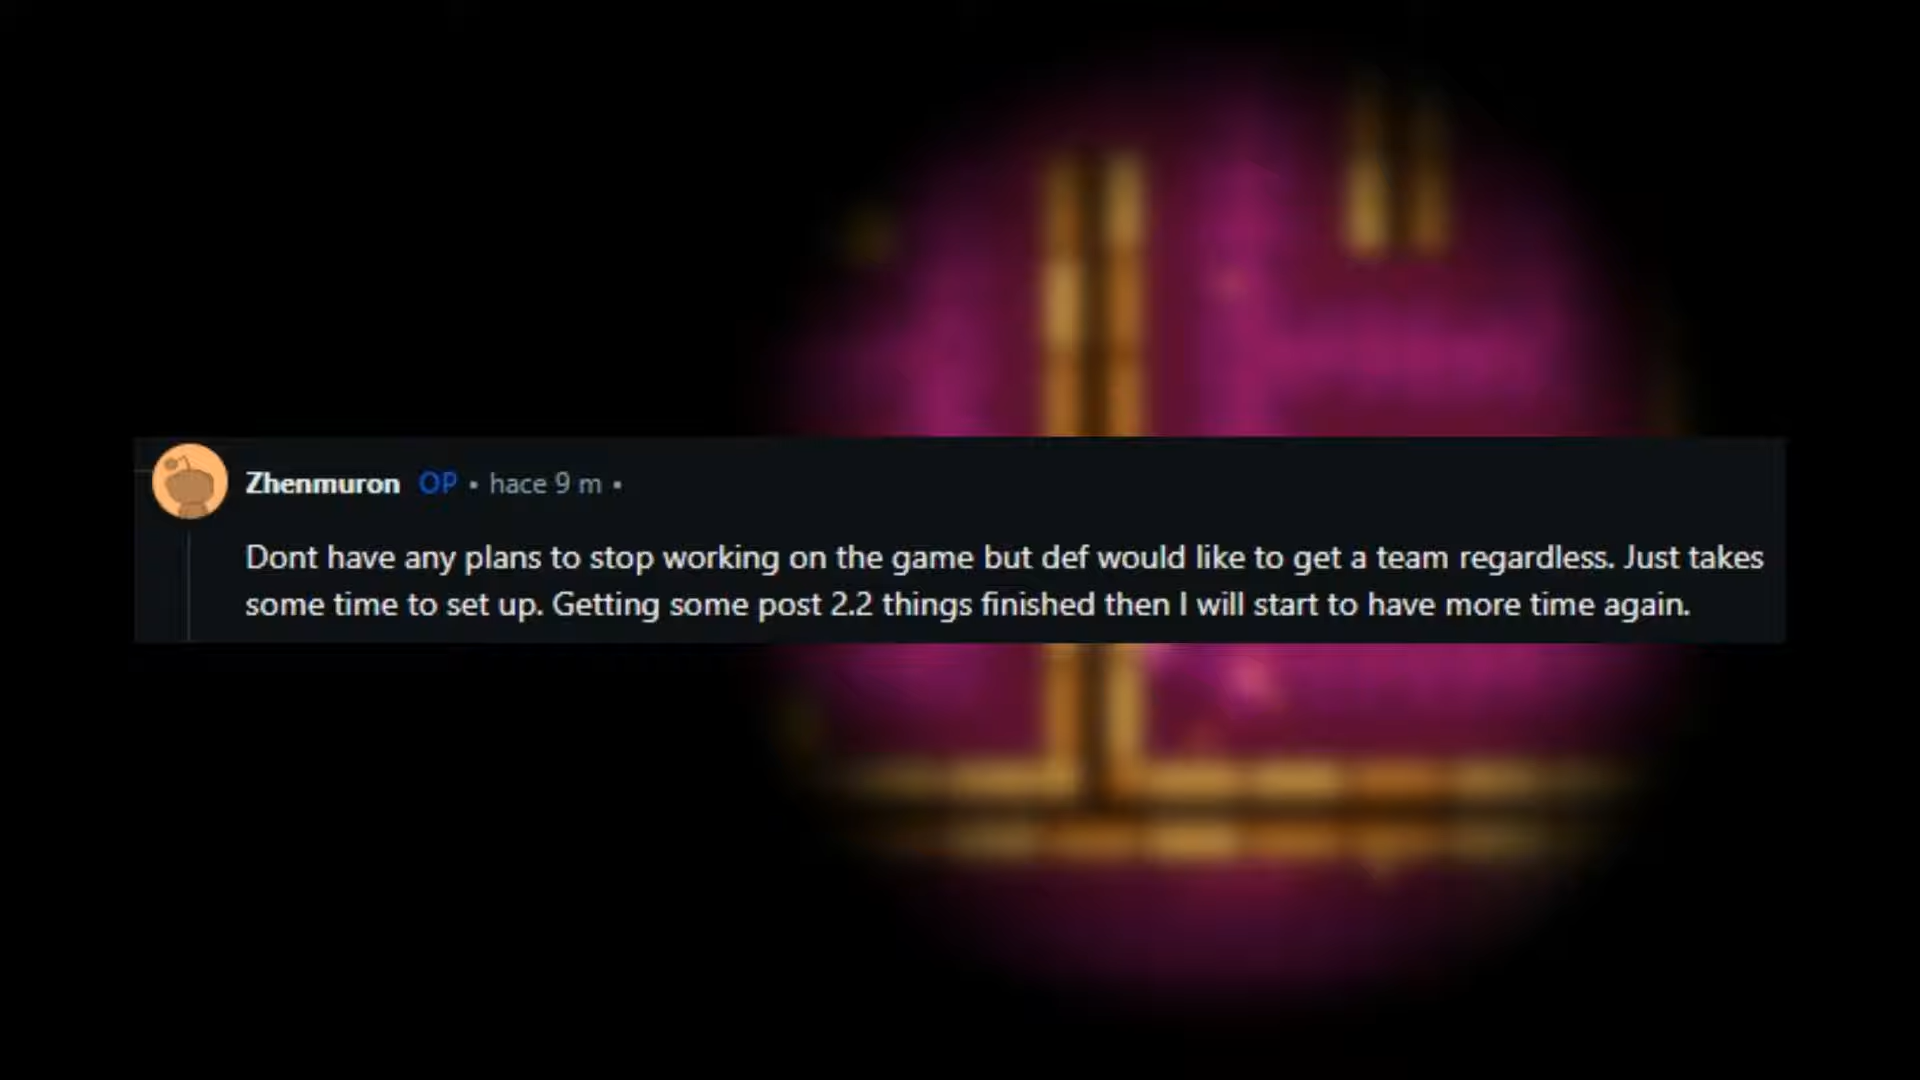 Zhenmuron OP • hace 9 m •
Dont have any plans to stop working on the game but def would like to get a team regardless. Just takes
some time to set up. Getting some post 2.2 things finished then I will start to have more time again.